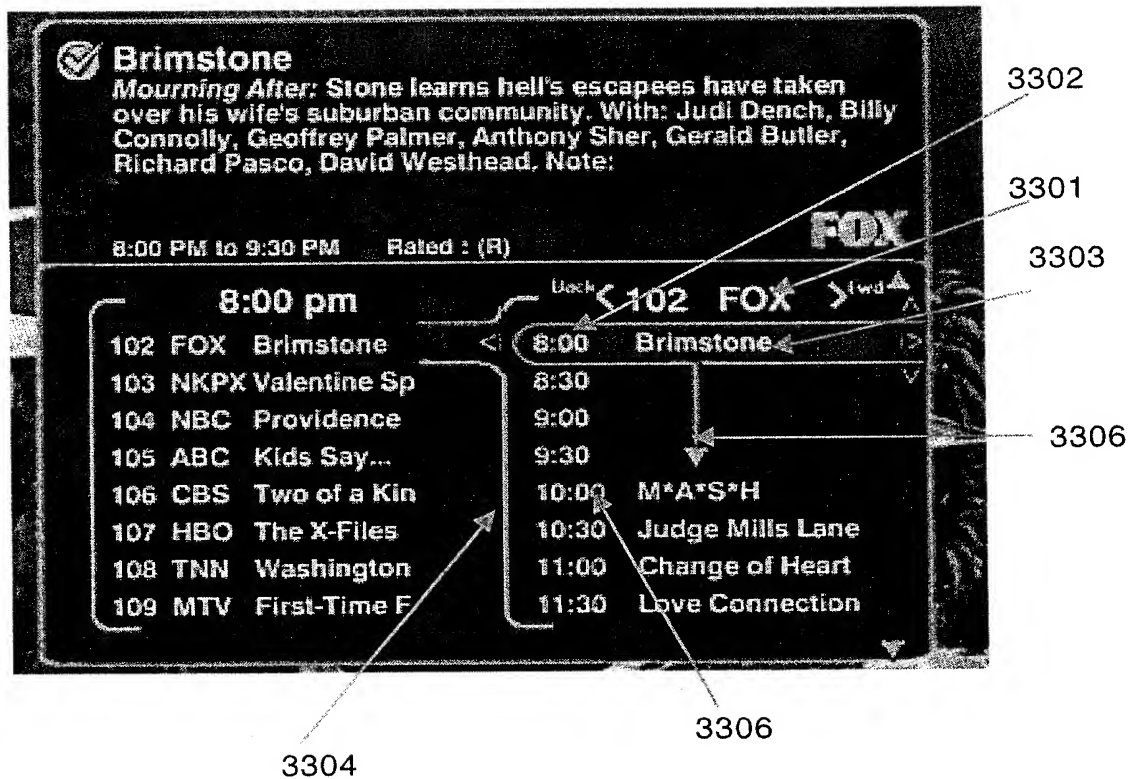 Brimstone
Mourning After: Stone learns hell's escapees have taken
over his wife's suburban community. With: Judi Dench, Billy
Connolly, Geoffrey Palmer, Anthony Sher, Gerald Butler,
Richard Pasco, David Westhead. Note:
FOX
8:00 PM to 9:30 PM Rated : (R)
8:00 pm
102 FOX Brimstone
103 NKPX Valentine Sp
104 NBC Providence
105 ABC Kids Say...
106 CBS Two of a Kin
107 HBO The X-Files
108 TNN Washington
109 MTV First-Time F
Back < 102 FOX > Fwd
8:00 Brimstone
8:30
9:00
9:30
10:00 M*A*S*H
10:30 Judge Mills Lane
11:00 Change of Heart
11:30 Love Connection
3302
3301
3303
3306
3306
3304